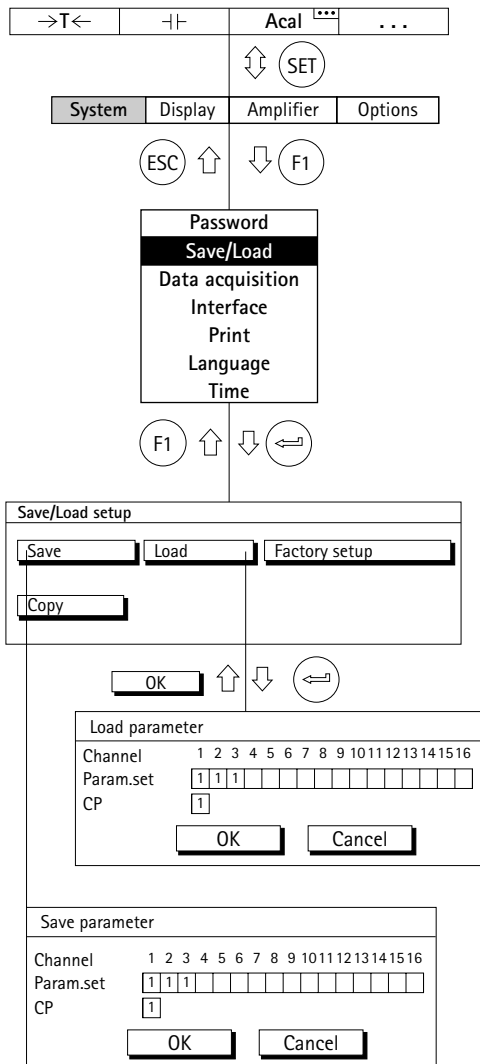 →T← ⊣⊢ Acal ... . . .
SET
System Display Amplifier Options
ESC F1
Password
Save/Load
Data acquisition
Interface
Print
Language
Time
F1
Save/Load setup
Save Load Factory setup
Copy
OK
Load parameter
Channel 1 2 3 4 5 6 7 8 9 10 11 12 13 14 15 16
Param.set 1 1 1
CP 1
OK Cancel
Save parameter
Channel 1 2 3 4 5 6 7 8 9 10 11 12 13 14 15 16
Param.set 1 1 1
CP 1
OK Cancel